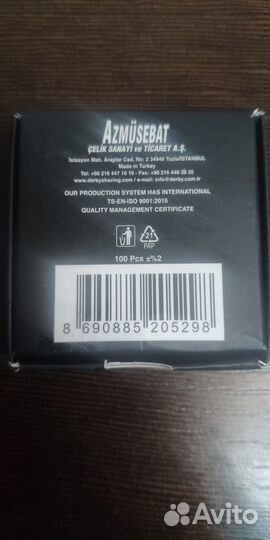 AZMÜSEBAT
ÇELİK SANAYİ ve TİCARET A.Ş.
İstasyon Mah. Araplar Cad. No: 2 34940 Tuzla/İSTANBUL
Made in Turkey
Tel: +90 216 447 10 10 - Fax: +90 216 446 38 35
www.derbyshaving.com / e-mail: info@derby.com.tr
OUR PRODUCTION SYSTEM HAS INTERNATIONAL
TS-EN-ISO 9001:2015
QUALITY MANAGEMENT CERTIFICATE
21
PAP
100 Pcs ±%2
8 690885 205298
Avito